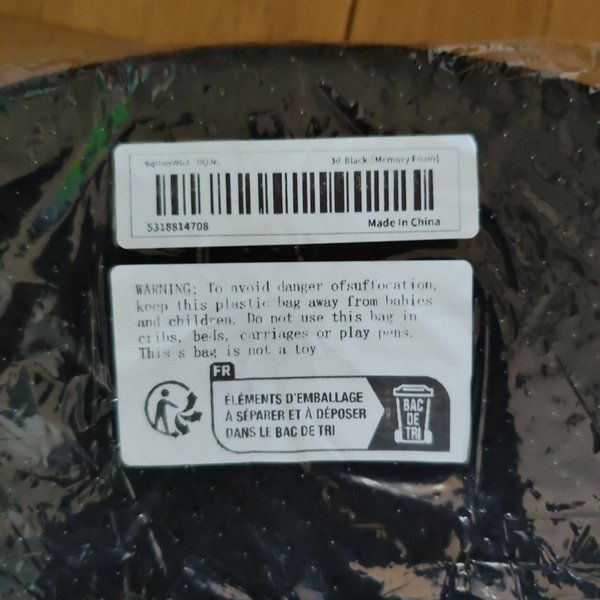 3d-Black-[Memory Foam]
5318814708
Made In China
WARNING: To avoid danger ofsuffocation,
keep this plastic bag away from babies
and children. Do not use this bag in
cribs, beds, carriages or play pens.
This s bag is not a toy
FR
ÉLÉMENTS D'EMBALLAGE
À SÉPARER ET À DÉPOSER
DANS LE BAC DE TRI
BAC
DE
TRI